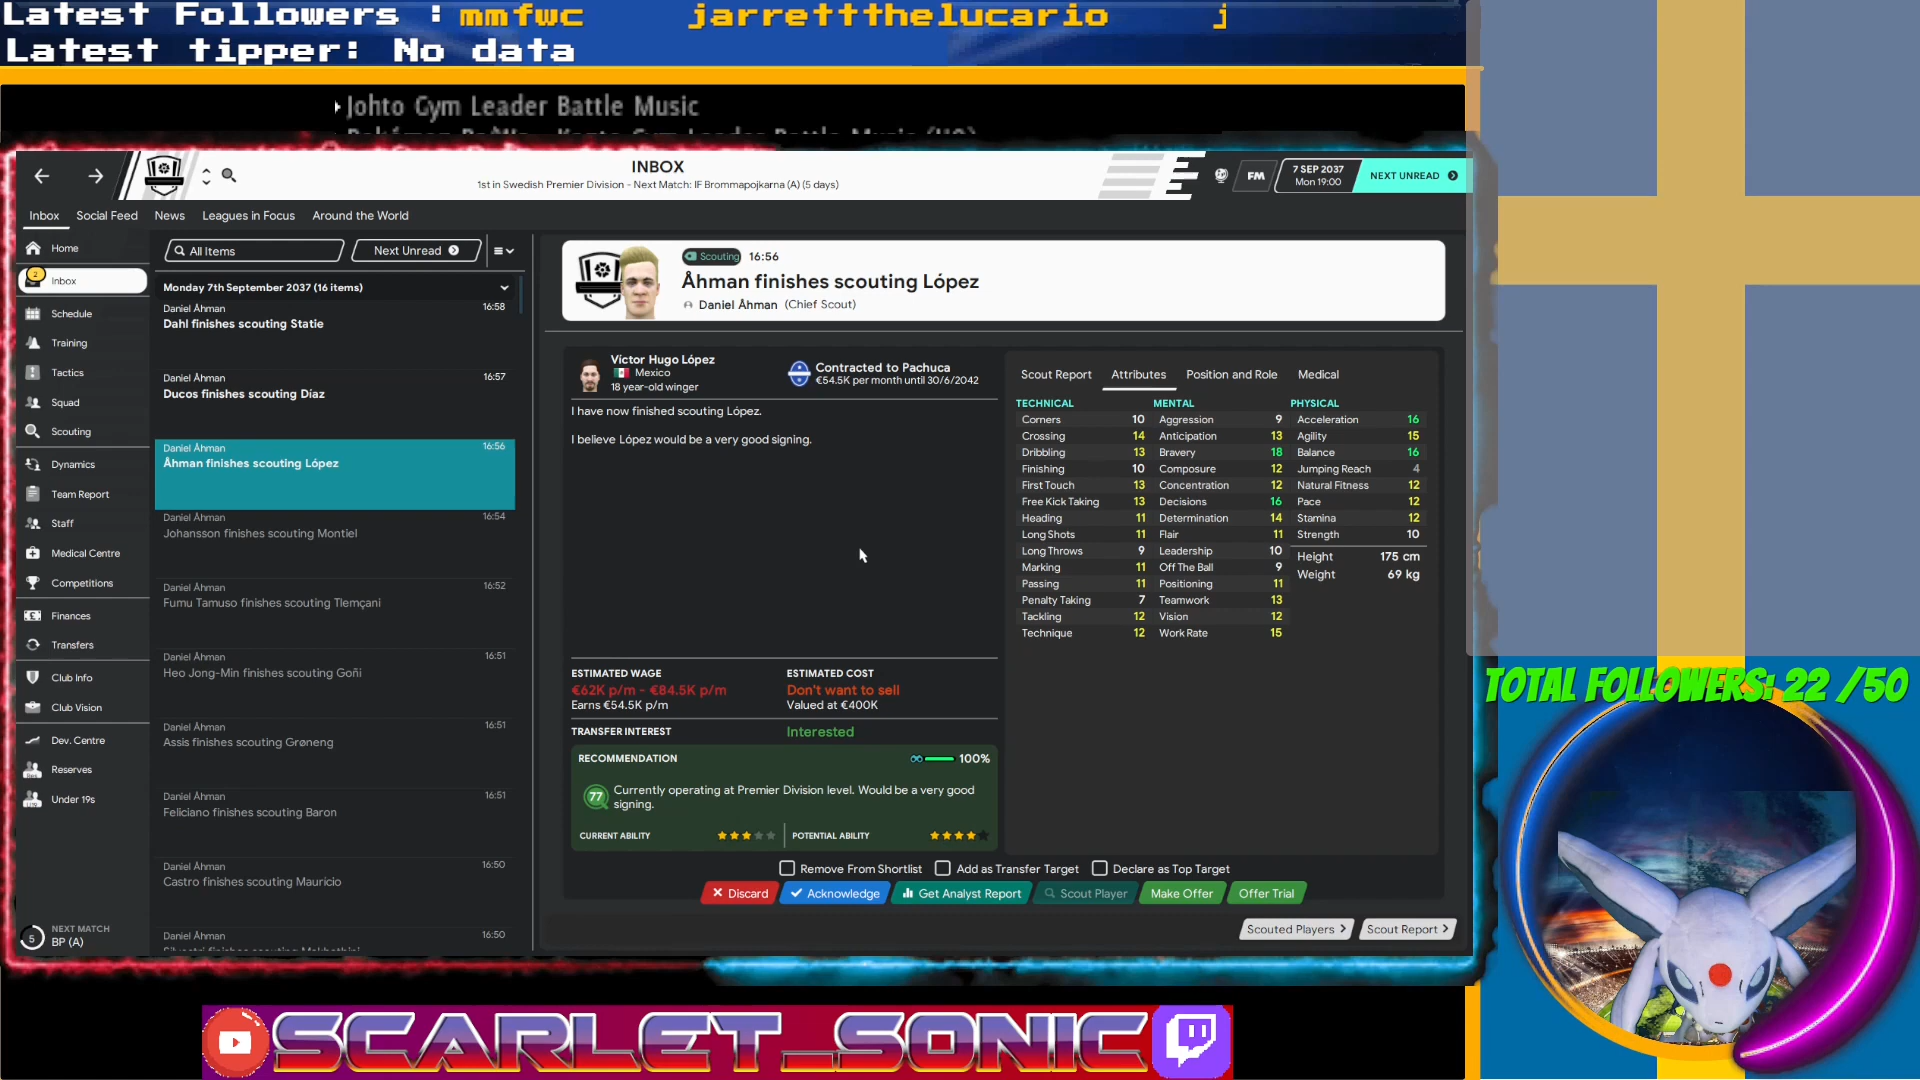 Latest Followers : mmfwc jarrettthelucario j
Latest tipper: No data
Johto Gym Leader Battle Music
INBOX
1st in Swedish Premier Division - Next Match: IF Brommapojkarna (A) (5 days)
FM
7 SEP 2037
Mon 19:00
NEXT UNREAD
Inbox Social Feed News Leagues in Focus Around the World
Home
2
Inbox
Schedule
Training
Tactics
Squad
Scouting
Dynamics
Team Report
Staff
Medical Centre
Competitions
Finances
Transfers
Club Info
Club Vision
Dev. Centre
Reserves
Under 19s
5 NEXT MATCH
BP (A)
All Items Next Unread
Monday 7th September 2037 (16 items)
Daniel Åhman 16:58
Dahl finishes scouting Statie
Daniel Åhman 16:57
Ducos finishes scouting Díaz
Daniel Åhman 16:56
Åhman finishes scouting López
Daniel Åhman 16:54
Johansson finishes scouting Montiel
Daniel Åhman 16:52
Fumu Tamuso finishes scouting Tlemçani
Daniel Åhman 16:51
Heo Jong-Min finishes scouting Goñi
Daniel Åhman 16:51
Assis finishes scouting Grøneng
Daniel Åhman 16:51
Feliciano finishes scouting Baron
Daniel Åhman 16:50
Castro finishes scouting Mauricio
Daniel Åhman 16:50
Scouting 16:56
Åhman finishes scouting López
Daniel Åhman (Chief Scout)
Víctor Hugo López
Mexico
18 year-old winger
Contracted to Pachuca
€54.5K per month until 30/6/2042
I have now finished scouting López.
I believe López would be a very good signing.
ESTIMATED WAGE ESTIMATED COST
€62K p/m - €84.5K p/m Don't want to sell
Earns €54.5K p/m Valued at €400K
TRANSFER INTEREST Interested
RECOMMENDATION 100%
77 Currently operating at Premier Division level. Would be a very good
signing.
CURRENT ABILITY POTENTIAL ABILITY
Scout Report Attributes Position and Role Medical
TECHNICAL MENTAL PHYSICAL
Corners 10 Aggression 9 Acceleration 16
Crossing 14 Anticipation 13 Agility 15
Dribbling 13 Bravery 18 Balance 16
Finishing 10 Composure 12 Jumping Reach 4
First Touch 13 Concentration 12 Natural Fitness 12
Free Kick Taking 13 Decisions 16 Pace 12
Heading 11 Determination 14 Stamina 12
Long Shots 11 Flair 11 Strength 10
Long Throws 9 Leadership 10 Height 175 cm
Marking 11 Off The Ball 9 Weight 69 kg
Passing 11 Positioning 11
Penalty Taking 7 Teamwork 13
Tackling 12 Vision 12
Technique 12 Work Rate 15
Remove From Shortlist Add as Transfer Target Declare as Top Target
Discard Acknowledge Get Analyst Report Scout Player Make Offer Offer Trial
Scouted Players Scout Report
TOTAL FOLLOWERS: 22 /50
SCARLET_SONIC